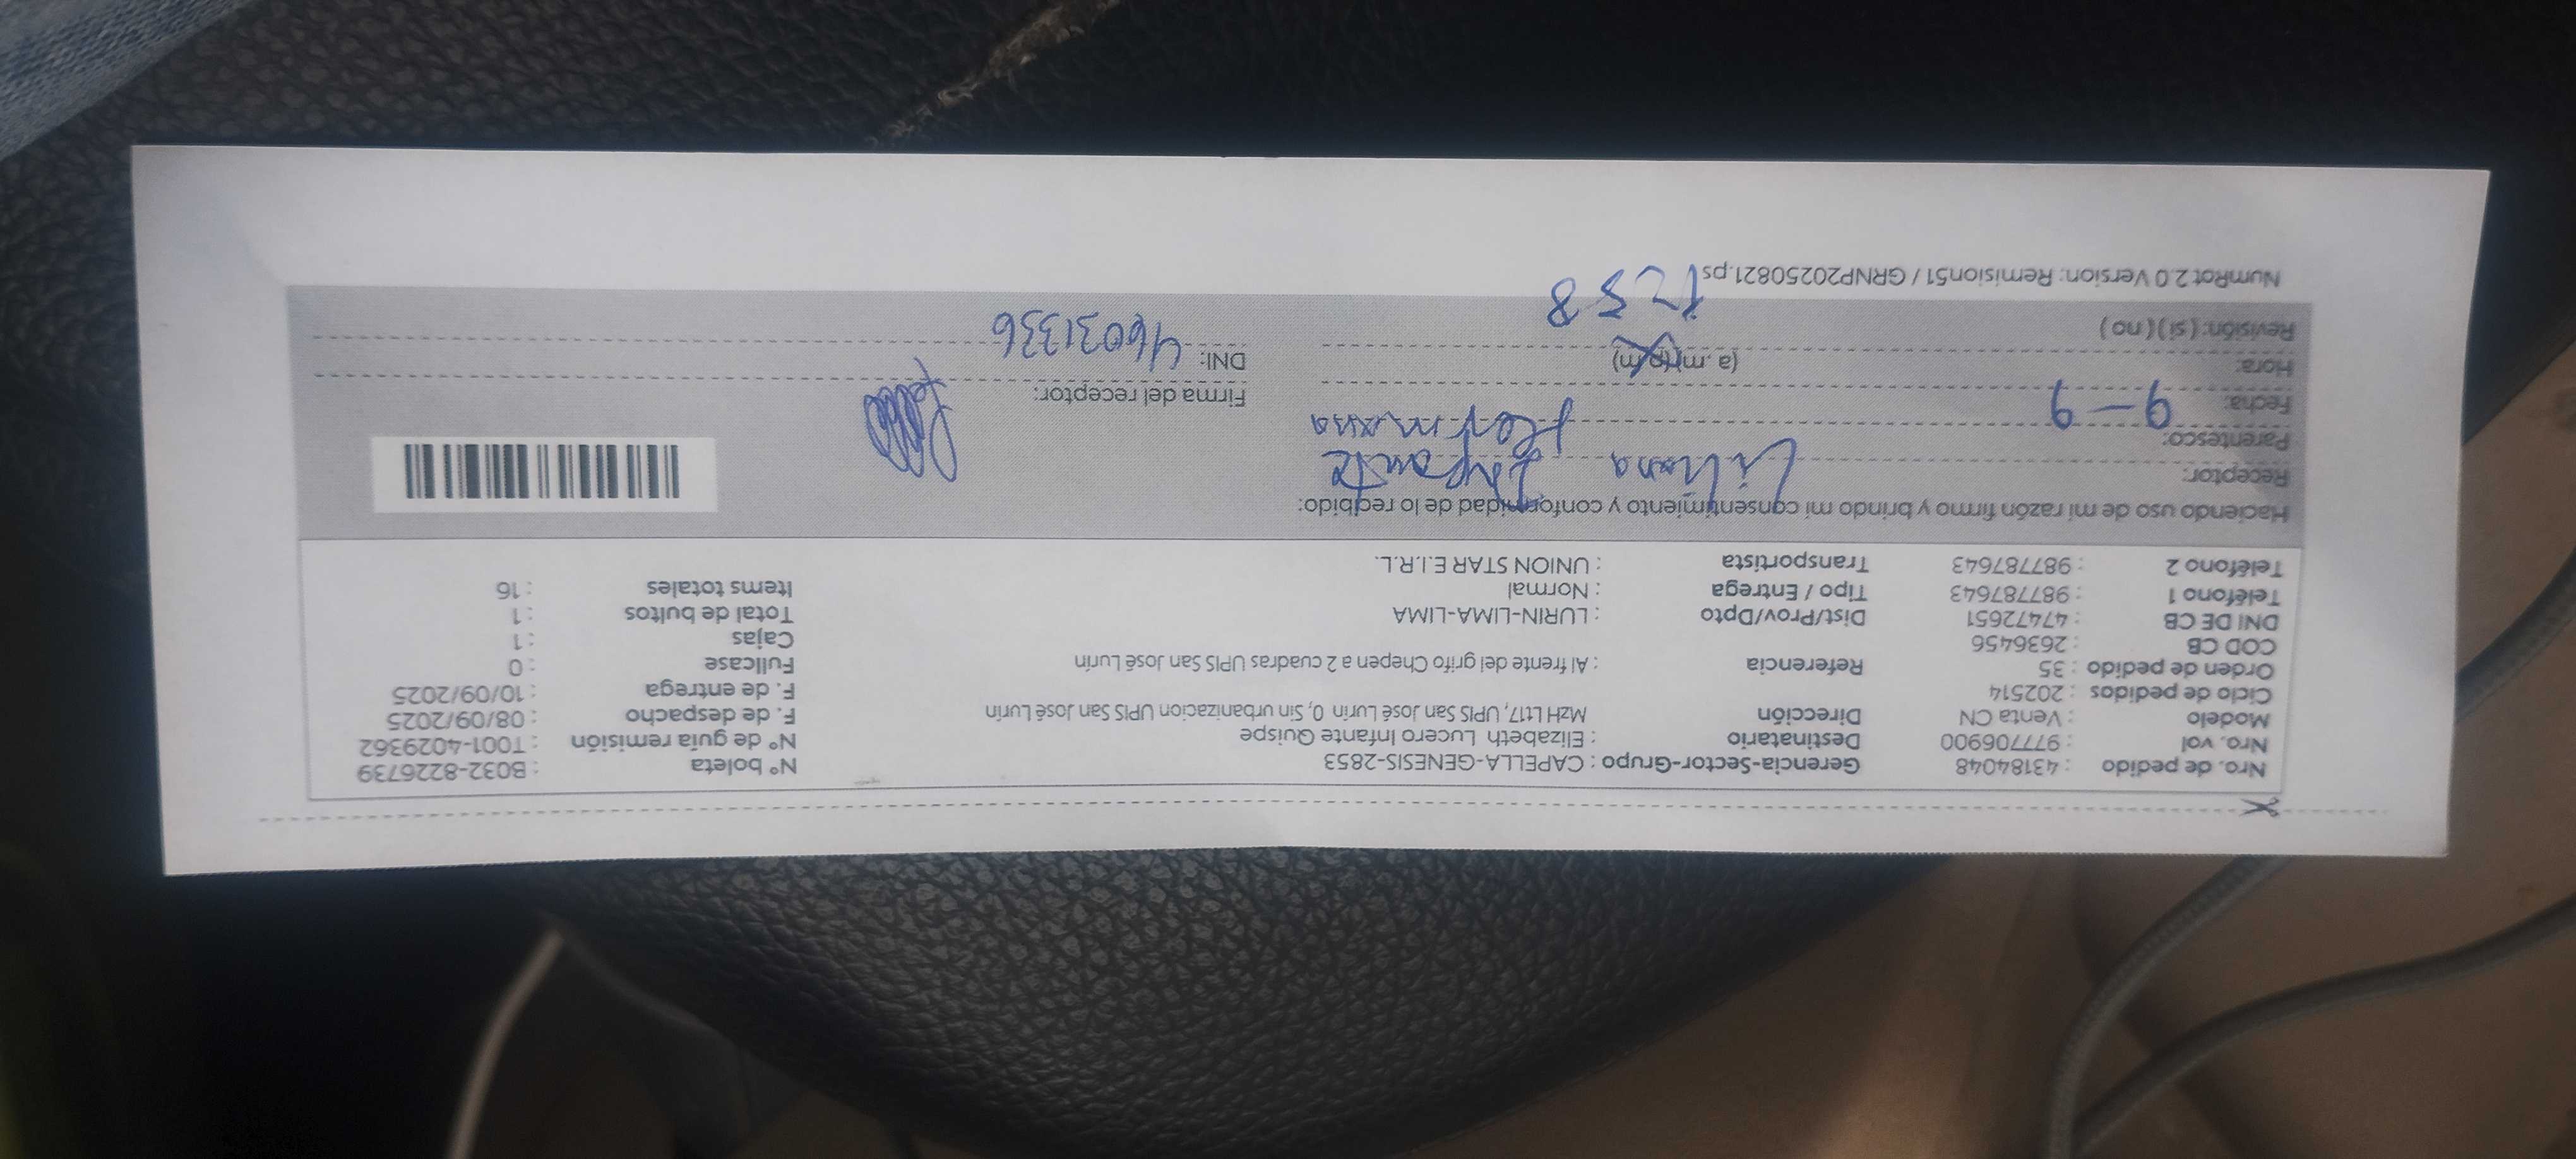 Nro. de pedido : 43184048 Gerencia-Sector-Grupo : CAPELLA-GENESIS-2853 N° boleta : B032-8226739
Nro. vol : 977706900 Destinatario : Elizabeth Lucero Infante Quispe N° de guía remisión : T001-4029362
Modelo : Venta CN Dirección MzH Lt17, UPIS San José Lurín 0, Sin urbanizacion UPIS San José Lurín F. de despacho : 08/09/2025
Ciclo de pedidos : 202514 F. de entrega : 10/09/2025
Orden de pedido : 35 Referencia : Al frente del grifo Chepen a 2 cuadras UPIS San José Lurín Fullcase : 0
COD CB : 2636456 Cajas : 1
DNI DE CB : 47472651 Dist/Prov/Dpto : LURIN-LIMA-LIMA Total de bultos : 1
Teléfono 1 : 987787643 Tipo / Entrega : Normal Items totales : 16
Teléfono 2 : 987787643 Transportista : UNION STAR E.I.R.L.
Haciendo uso de mi razón firmo y brindo mi consentimiento y conformidad de lo recibido:
Receptor: Liliana Infante
Parentesco: Hermana
Fecha: 9-9 Firma del receptor:
Hora: (a.m) (p.m) DNI: 46031336
Revisión: ( si ) ( no ) 12 58
NumRot 2.0 Version: Remision51 / GRNP20250821.ps